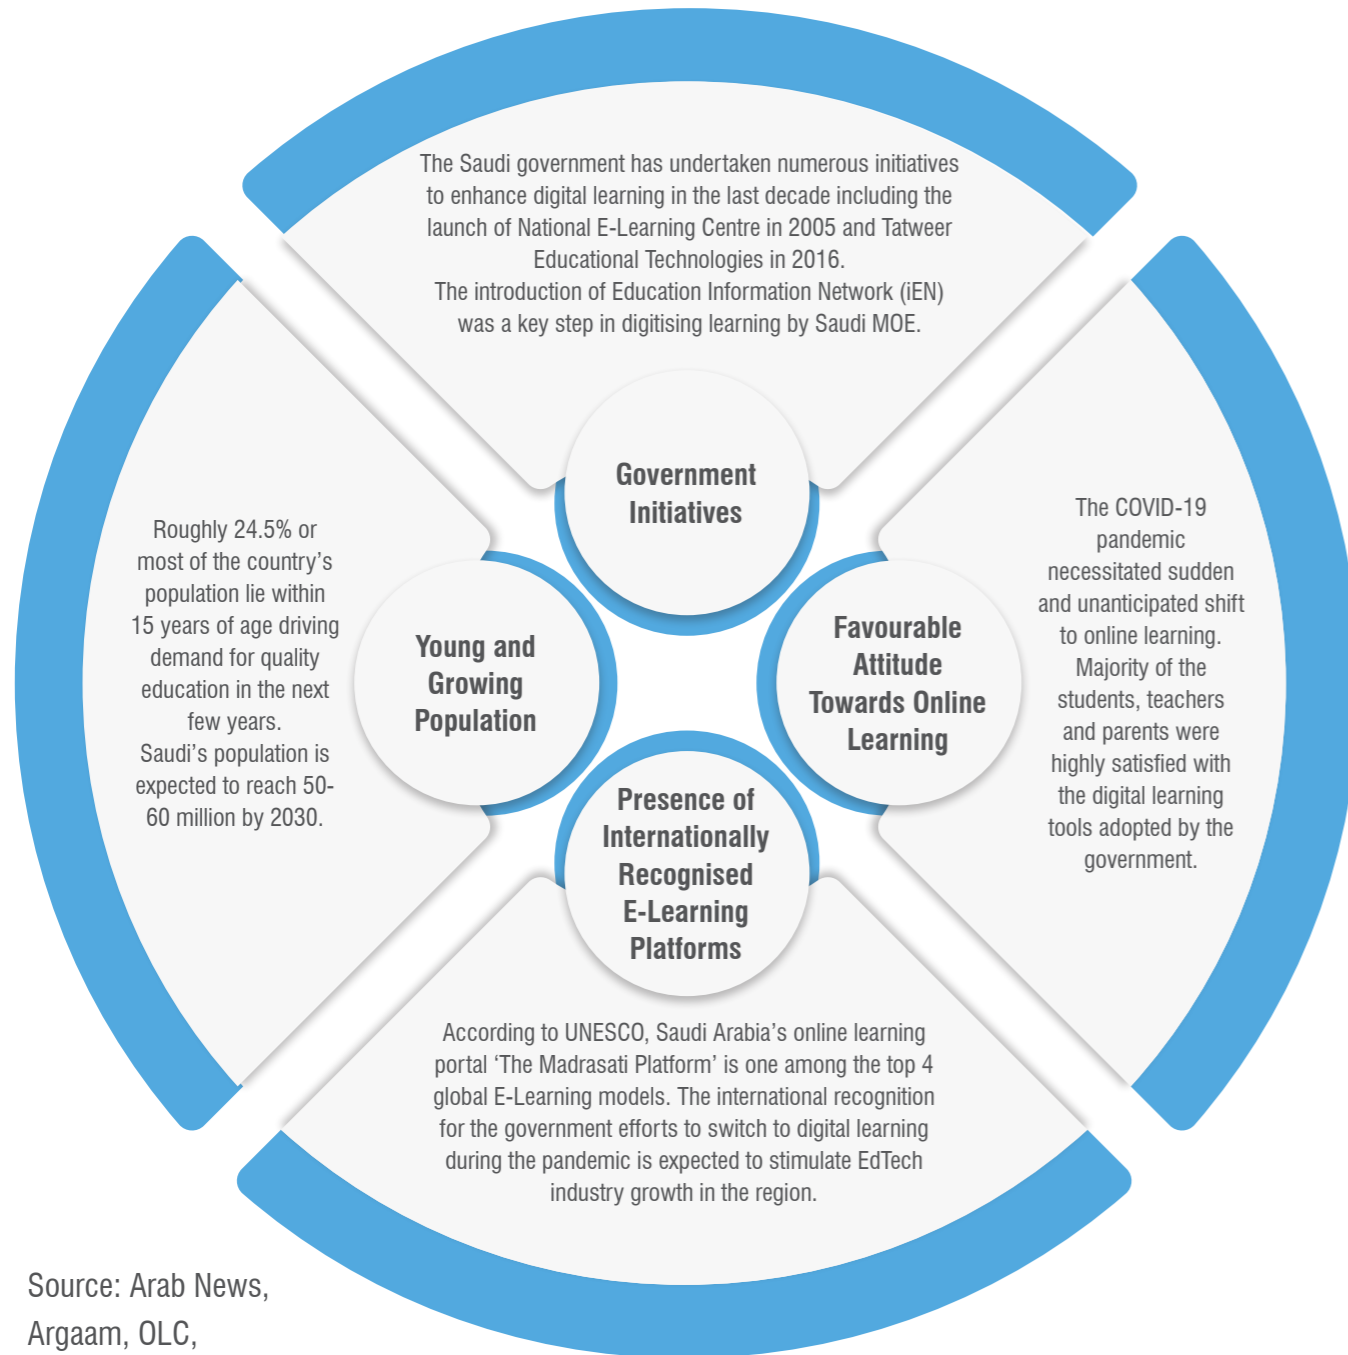 The Saudi government has undertaken numerous initiatives
to enhance digital learning in the last decade including the
launch of National E-Learning Centre in 2005 and Tatweer
Educational Technologies in 2016.
The introduction of Education Information Network (iEN)
was a key step in digitising learning by Saudi MOE.
Government
Initiatives
Roughly 24.5% or
most of the country’s
population lie within
15 years of age driving
demand for quality
education in the next
few years.
Saudi’s population is
expected to reach 50-
60 million by 2030.
Young and
Growing
Population
Favourable
Attitude
Towards Online
Learning
The COVID-19
pandemic
necessitated sudden
and unanticipated shift
to online learning.
Majority of the
students, teachers
and parents were
highly satisfied with
the digital learning
tools adopted by the
government.
Presence of
Internationally
Recognised
E-Learning
Platforms
According to UNESCO, Saudi Arabia’s online learning
portal ‘The Madrasati Platform’ is one among the top 4
global E-Learning models. The international recognition
for the government efforts to switch to digital learning
during the pandemic is expected to stimulate EdTech
industry growth in the region.
Source: Arab News,
Argaam, OLC,